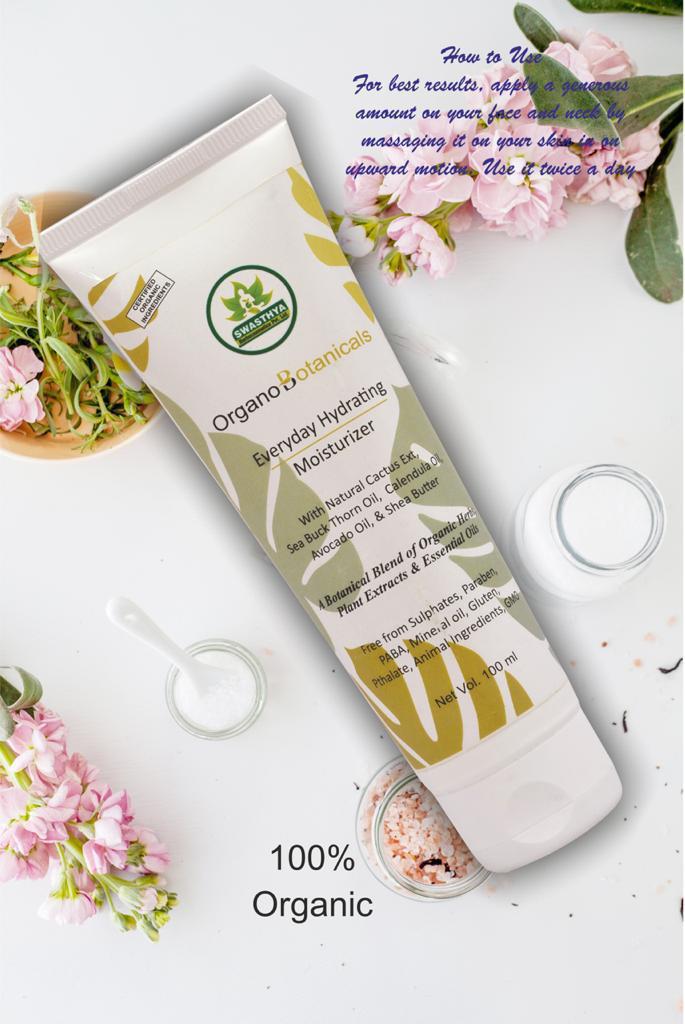 How to Use
For best results, apply a generous
amount on your face and neck by
massaging it on your skin in on
upward motion. Use it twice a day
CERTIFIED
ORGANIC
INGREDIENTS
SWASTHYA
OrganoBotanicals
Everyday Hydrating
Moisturizer
With Natural Cactus Ext,
Sea Buck Thorn Oil, Calendula Oil,
Avocado Oil, & Shea Butter
A Botanical Blend of Organic Herbs
Plant Extracts & Essential Oils
Free from Sulphates, Paraben,
PABA, Mineral oil, Gluten,
Pthalate, Animal Ingredients, GMO
Net Vol. 100 ml
100%
Organic